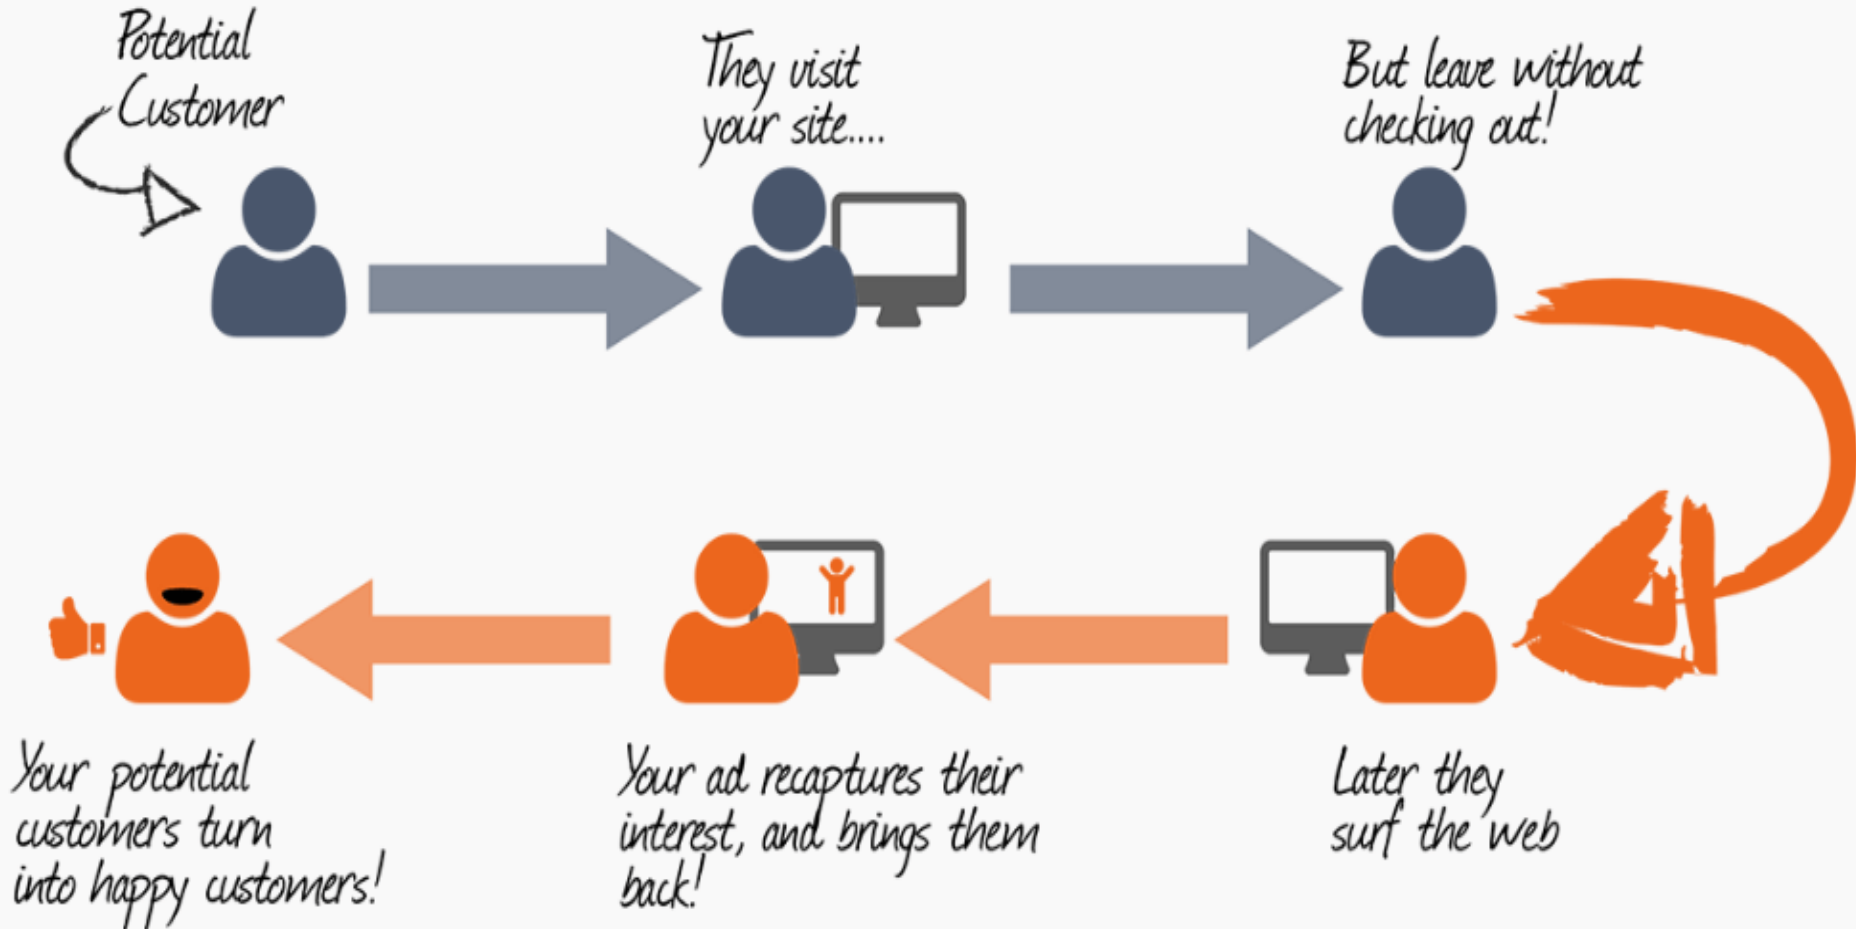 Potential
Customer
They visit
your site....
But leave without
checking out!
Later they
surf the web
Your ad recaptures their
interest, and brings them
back!
Your potential
customers turn
into happy customers!